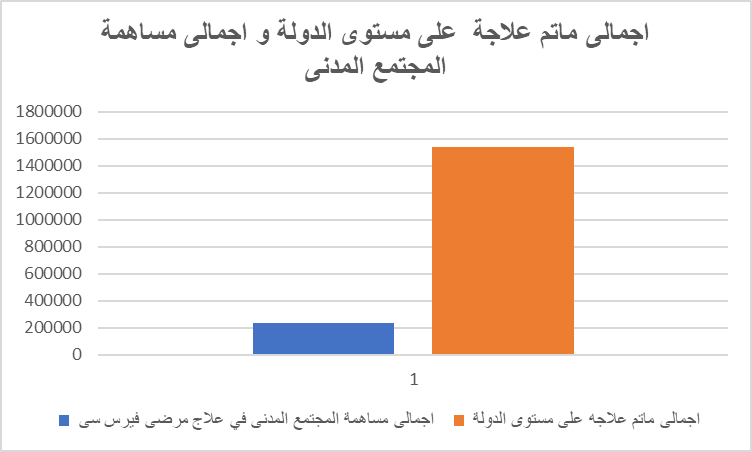 اجمالى ماتم علاجة على مستوى الدولة و اجمالى مساهمة
المجتمع المدنى
1800000
1600000
1400000
1200000
1000000
800000
600000
400000
200000
0
1
اجمالى مساهمة المجتمع المدنى في علاج مرضى فيرس سى
اجمالى ماتم علاجه على مستوى الدولة